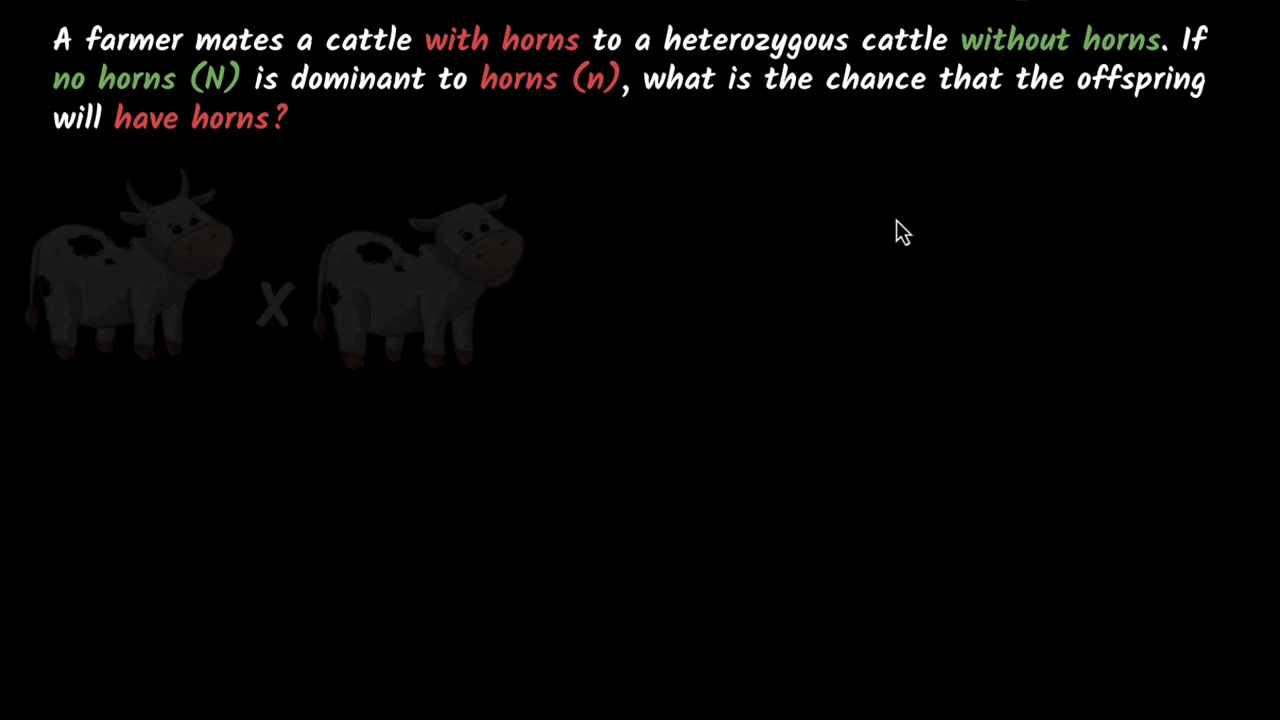 A farmer mates a cattle with horns to a heterozygous cattle without horns. If
no horns (N) is dominant to horns (n), what is the chance that the offspring
will have horns?
X